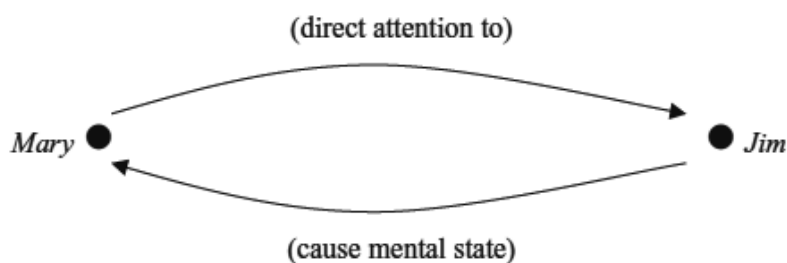 (direct attention to)
Mary
Jim
(cause mental state)